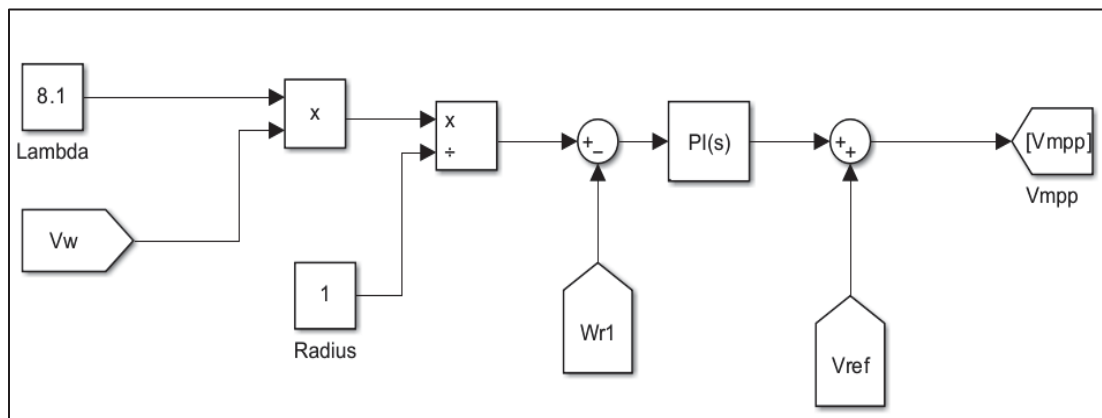 8.1
Lambda
x
x
÷
+
−
PI(s)
+
+
[Vmpp]
Vmpp
Vw
1
Radius
Wr1
Vref